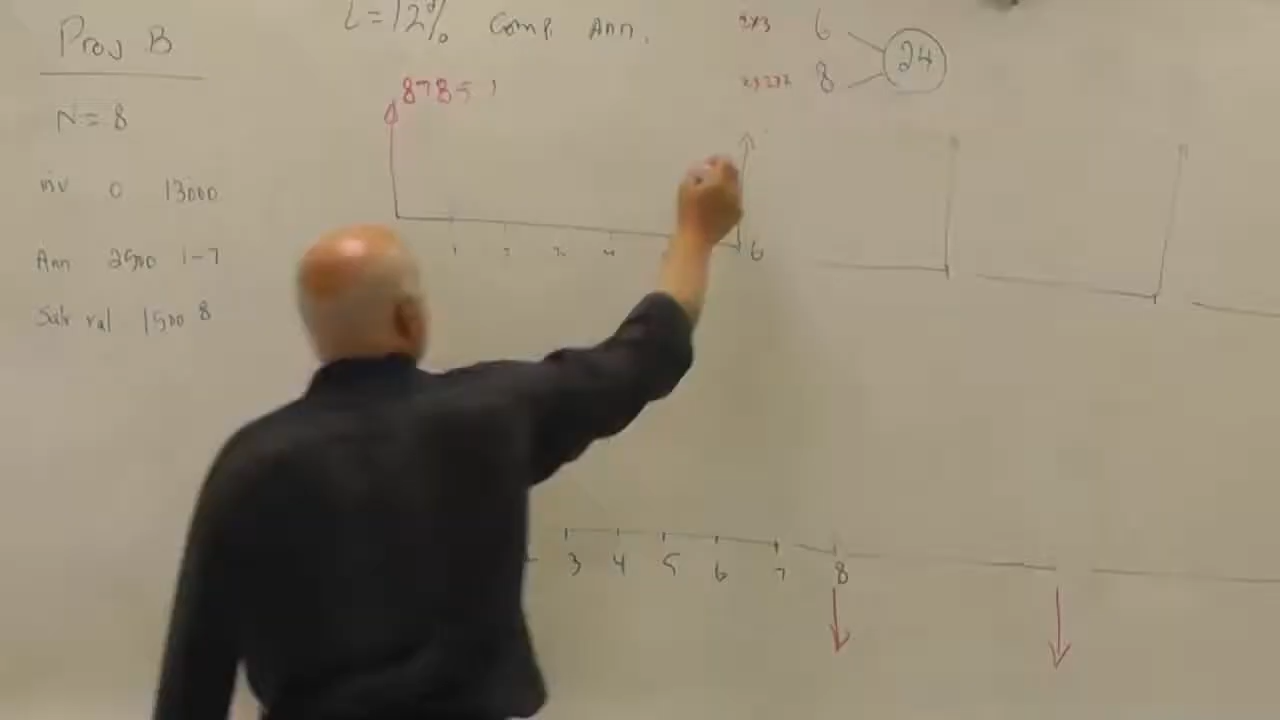 Proj B
N = 8
inv 0 13000
Ann 2500 1-7
Salv val 1500 8
i = 12% Comp. Ann.
2x3 6
8
24
8785
1 2 3 4
6
3 4 5 6 7 8